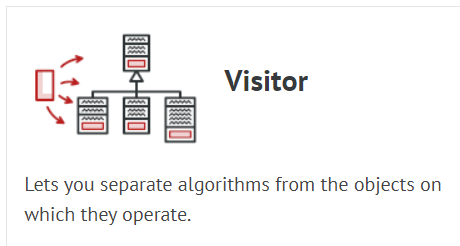 Visitor
Lets you separate algorithms from the objects on
which they operate.